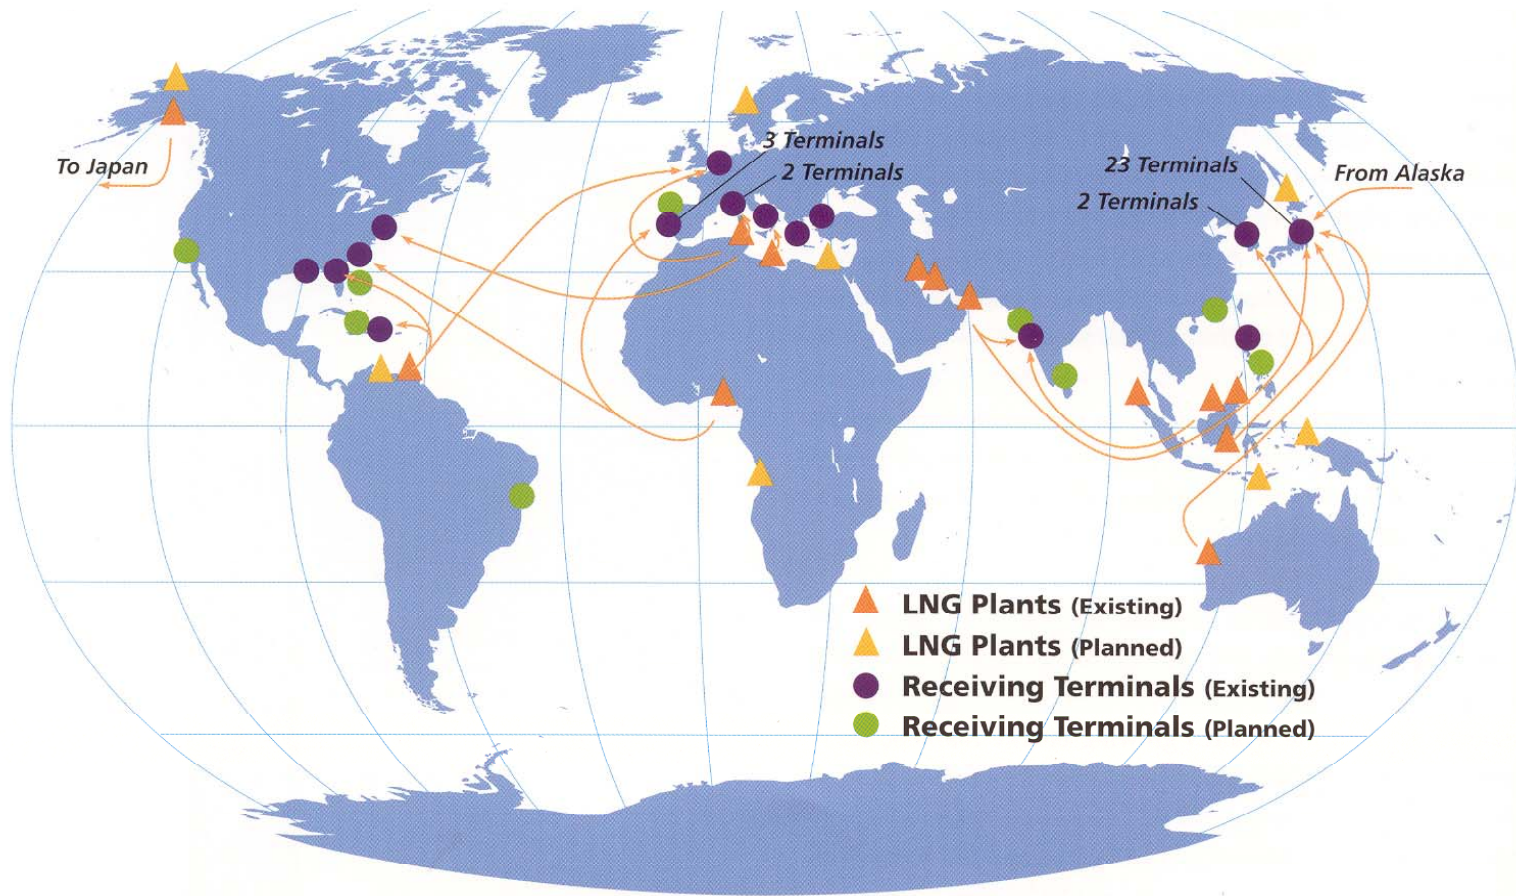 3 Terminals
2 Terminals
To Japan
23 Terminals
From Alaska
2 Terminals
LNG Plants (Existing)
LNG Plants (Planned)
Receiving Terminals (Existing)
Receiving Terminals (Planned)